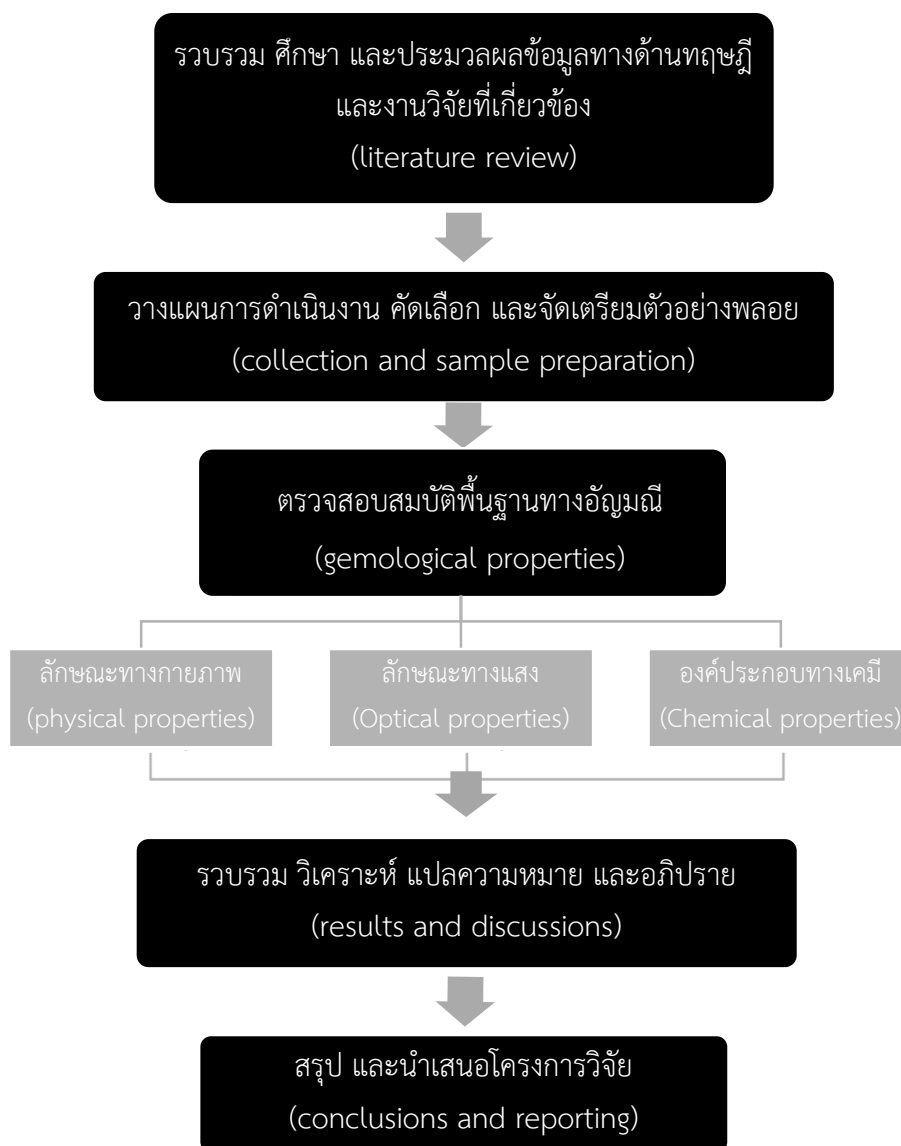 รวบรวม ศึกษา และประมวลผลข้อมูลทางด้านทฤษฎี
และงานวิจัยที่เกี่ยวข้อง
(literature review)
วางแผนการดำเนินงาน คัดเลือก และจัดเตรียมตัวอย่างพลอย
(collection and sample preparation)
ตรวจสอบสมบัติพื้นฐานทางอัญมณี
(gemological properties)
ลักษณะทางกายภาพ
(physical properties)
ลักษณะทางแสง
(Optical properties)
องค์ประกอบทางเคมี
(Chemical properties)
รวบรวม วิเคราะห์ แปลความหมาย และอภิปราย
(results and discussions)
สรุป และนำเสนอโครงการวิจัย
(conclusions and reporting)